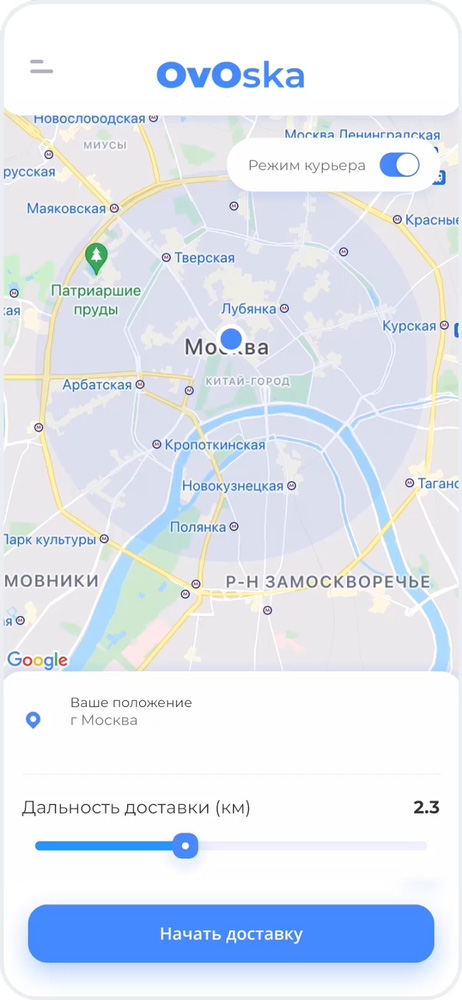 OvOska
Новослободская
МИУСЫ
Москва Ленинградская
русская
Режим курьера
Маяковская
Красные
Тверская
Патриаршие
пруды
Лубянка
ская
Курская
Москва
КИТАЙ-ГОРОД
Арбатская
Кропоткинская
Новокузнецкая
Таганс
Полянка
Парк культуры
МОВНИКИ
Р-Н ЗАМОСКВОРЕЧЬЕ
Google
Ваше положение
г Москва
Дальность доставки (км)
2.3
Начать доставку